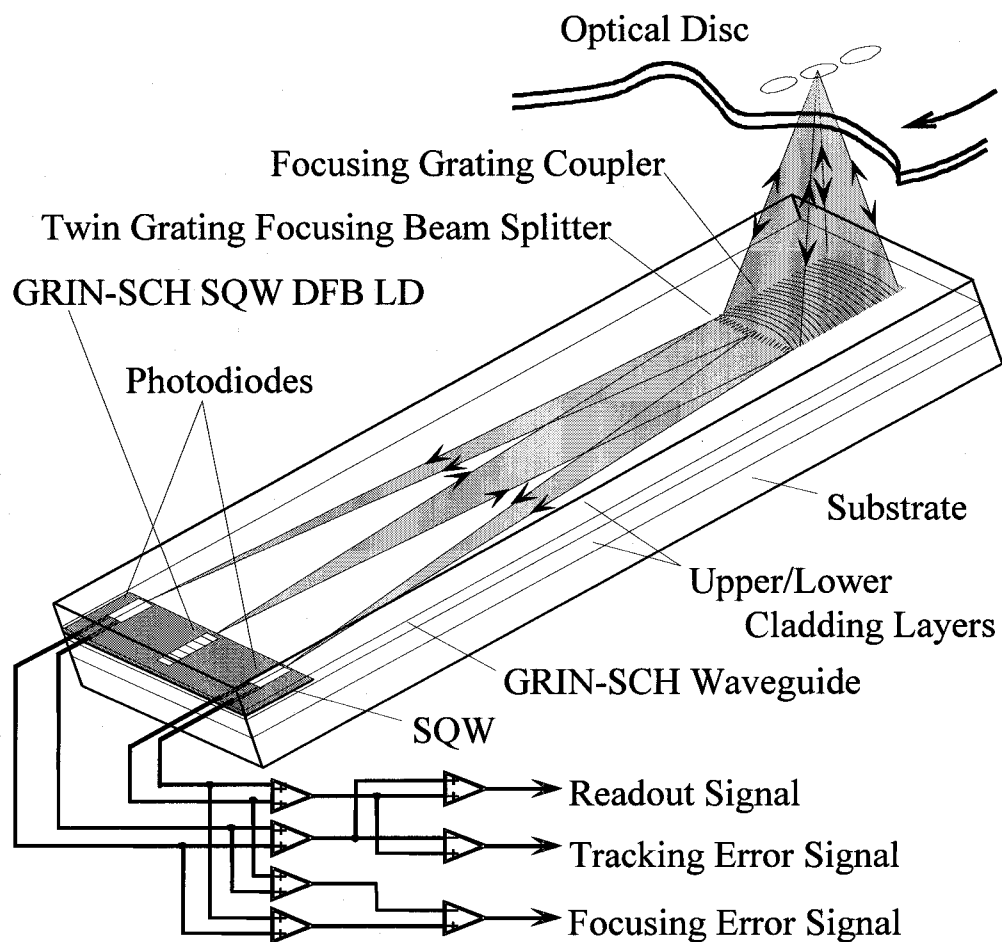 Optical Disc
Focusing Grating Coupler
Twin Grating Focusing Beam Splitter
GRIN-SCH SQW DFB LD
Photodiodes
Substrate
Upper/Lower
Cladding Layers
GRIN-SCH Waveguide
SQW
Readout Signal
Tracking Error Signal
Focusing Error Signal